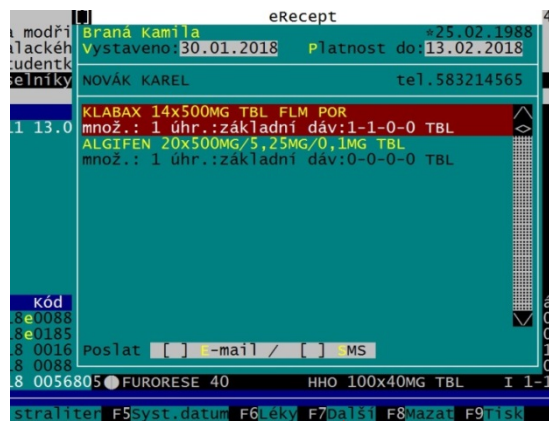 eRecept
modři Braná Kamila *25.02.1988
lackéh Vystaveno:30.01.2018 Platnost do:13.02.2018
tudentk
selníky NOVÁK KAREL tel.583214565
KLABAX 14x500MG TBL FLM POR
11 13.0 množ.: 1 úhr.:základní dáv:1-1-0-0 TBL
ALGIFEN 20x500MG/5,25MG/0,1MG TBL
množ.: 1 úhr.:základní dáv:0-0-0-0 TBL
Kód
8e0088
8e0185
8 0016 Poslat [ ] E-mail / [ ] SMS
8 0088
8 0056805 FURORESE 40 HHO 100x40MG TBL I 1-1
straliter F5Syst.datum F6Léky F7Další F8Mazat F9Tisk